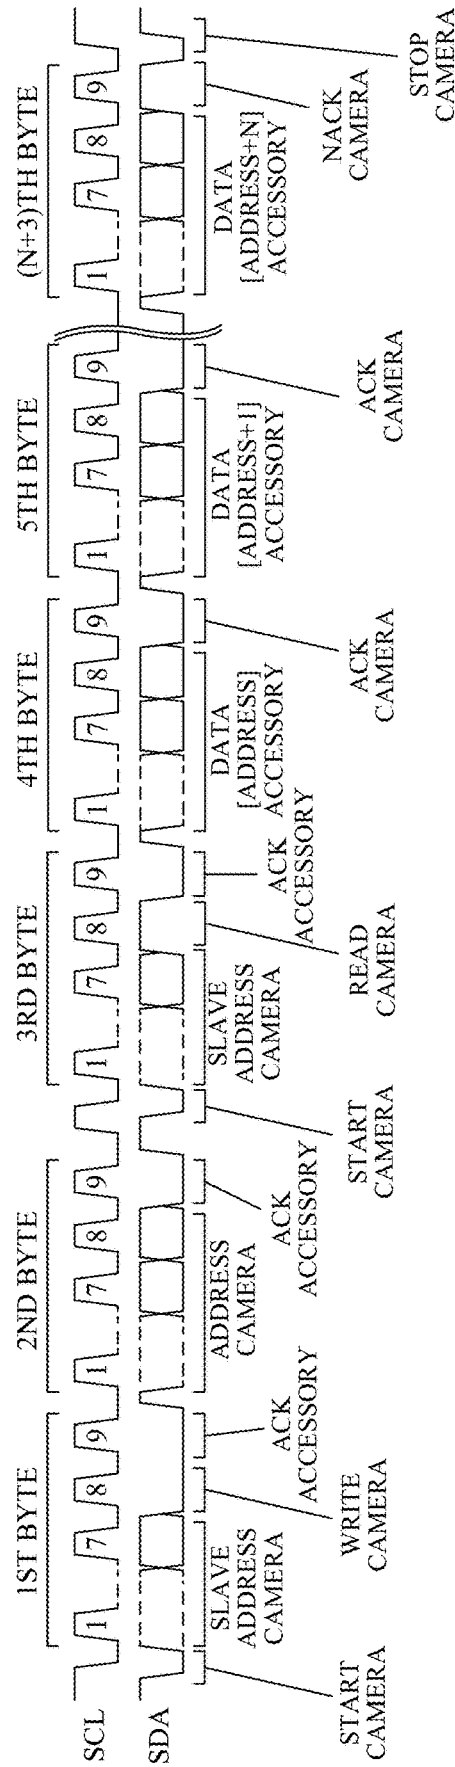 1ST BYTE
2ND BYTE
3RD BYTE
4TH BYTE
5TH BYTE
(N+3)TH BYTE
SCL
1 7 8 9
1 7 8 9
1 7 8 9
1 7 8 9
1 7 8 9
1 7 8 9
SDA
SLAVE
ADDRESS
CAMERA
ADDRESS
CAMERA
SLAVE
ADDRESS
CAMERA
DATA
[ADDRESS]
ACCESSORY
DATA
[ADDRESS+1]
ACCESSORY
DATA
[ADDRESS+N]
ACCESSORY
START
CAMERA
WRITE
CAMERA
ACK
ACCESSORY
ACK
ACCESSORY
START
CAMERA
READ
CAMERA
ACK
ACCESSORY
ACK
CAMERA
ACK
CAMERA
NACK
CAMERA
STOP
CAMERA